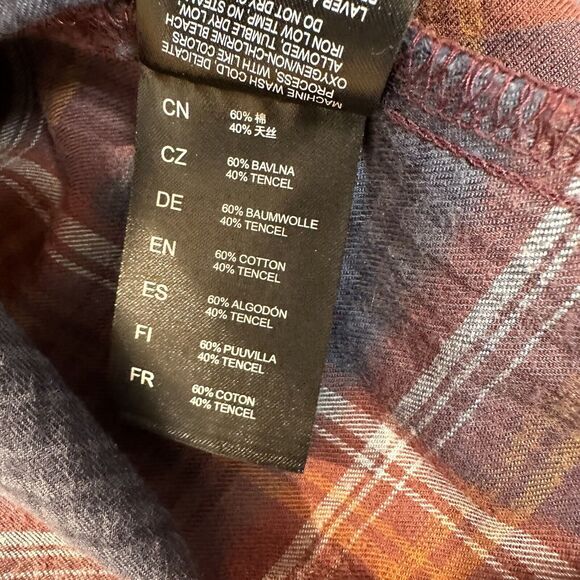 MACHINE WASH COLD DELICATE
PROCESS, WITH LIKE COLORS
OXYGEN/NON-CHLORINE BLEACH
ALLOWED, TUMBLE DRY LOW
IRON LOW TEMP NO STEAM
DO NOT DRYC
LAVER
CN
60% 棉
40% 天丝
CZ
60% BAVLNA
40% TENCEL
DE
60% BAUMWOLLE
40% TENCEL
EN
60% COTTON
40% TENCEL
ES
60% ALGODÓN
40% TENCEL
FI
60% PUUVILLA
40% TENCEL
FR
60% COTON
40% TENCEL